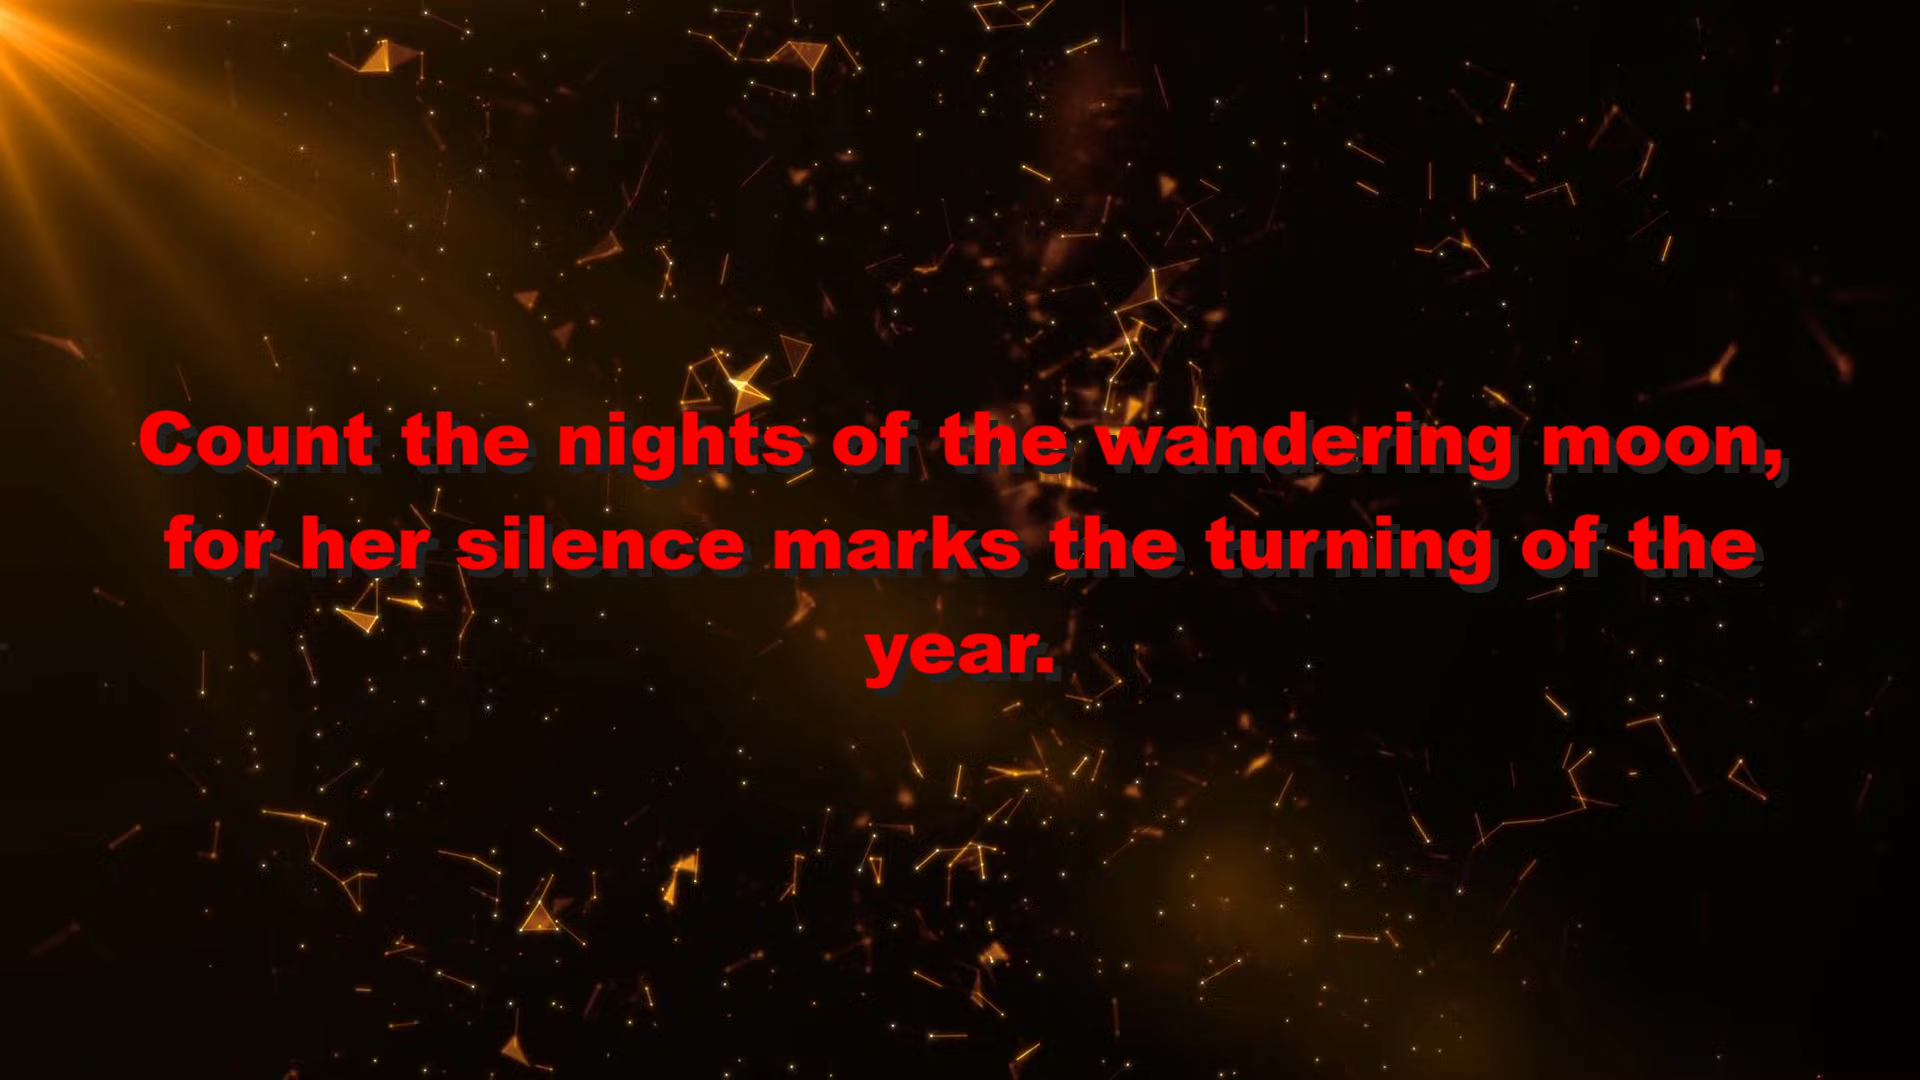 Count the nights of the wandering moon,
for her silence marks the turning of the
year.